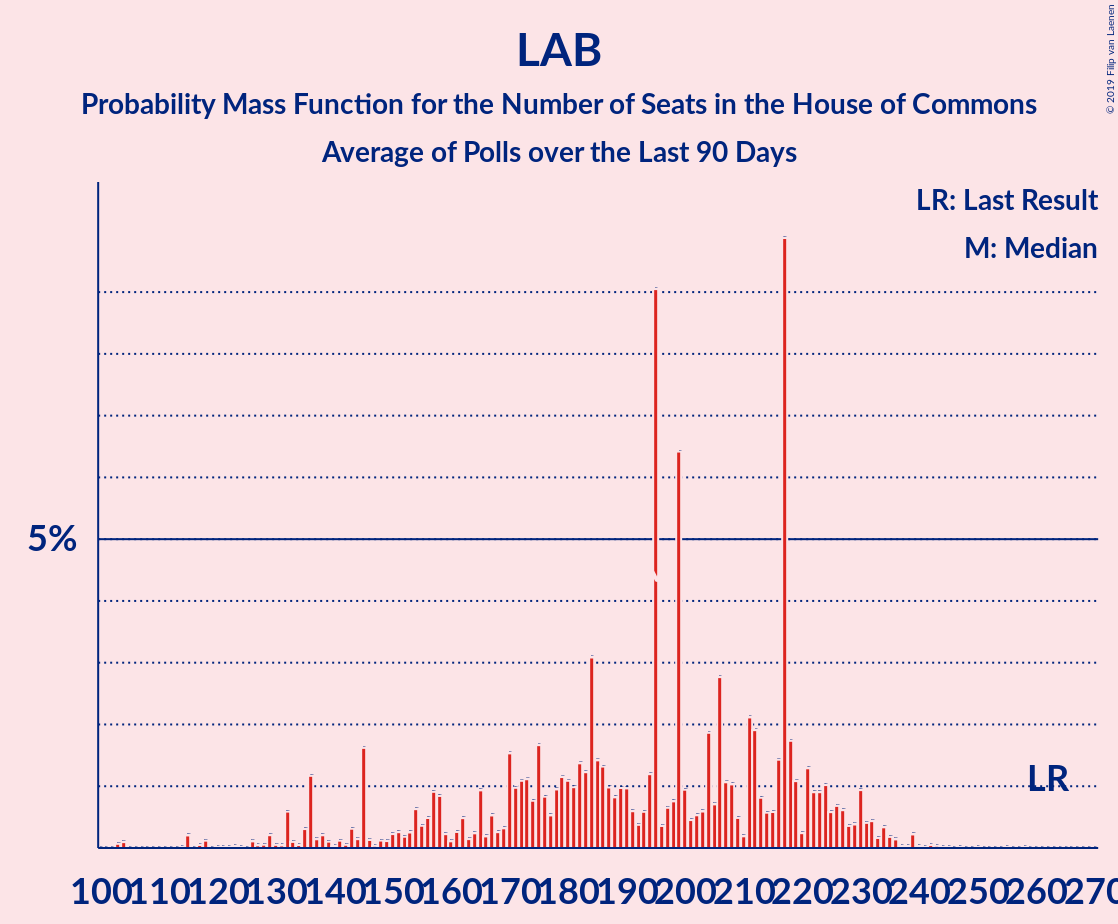 LAB
Probability Mass Function for the Number of Seats in the House of Commons
Average of Polls over the Last 90 Days
© 2019 Filip van Laenen
LR: Last Result
M: Median
5%
LR
100 110 120 130 140 150 160 170 180 190 200 210 220 230 240 250 260 270